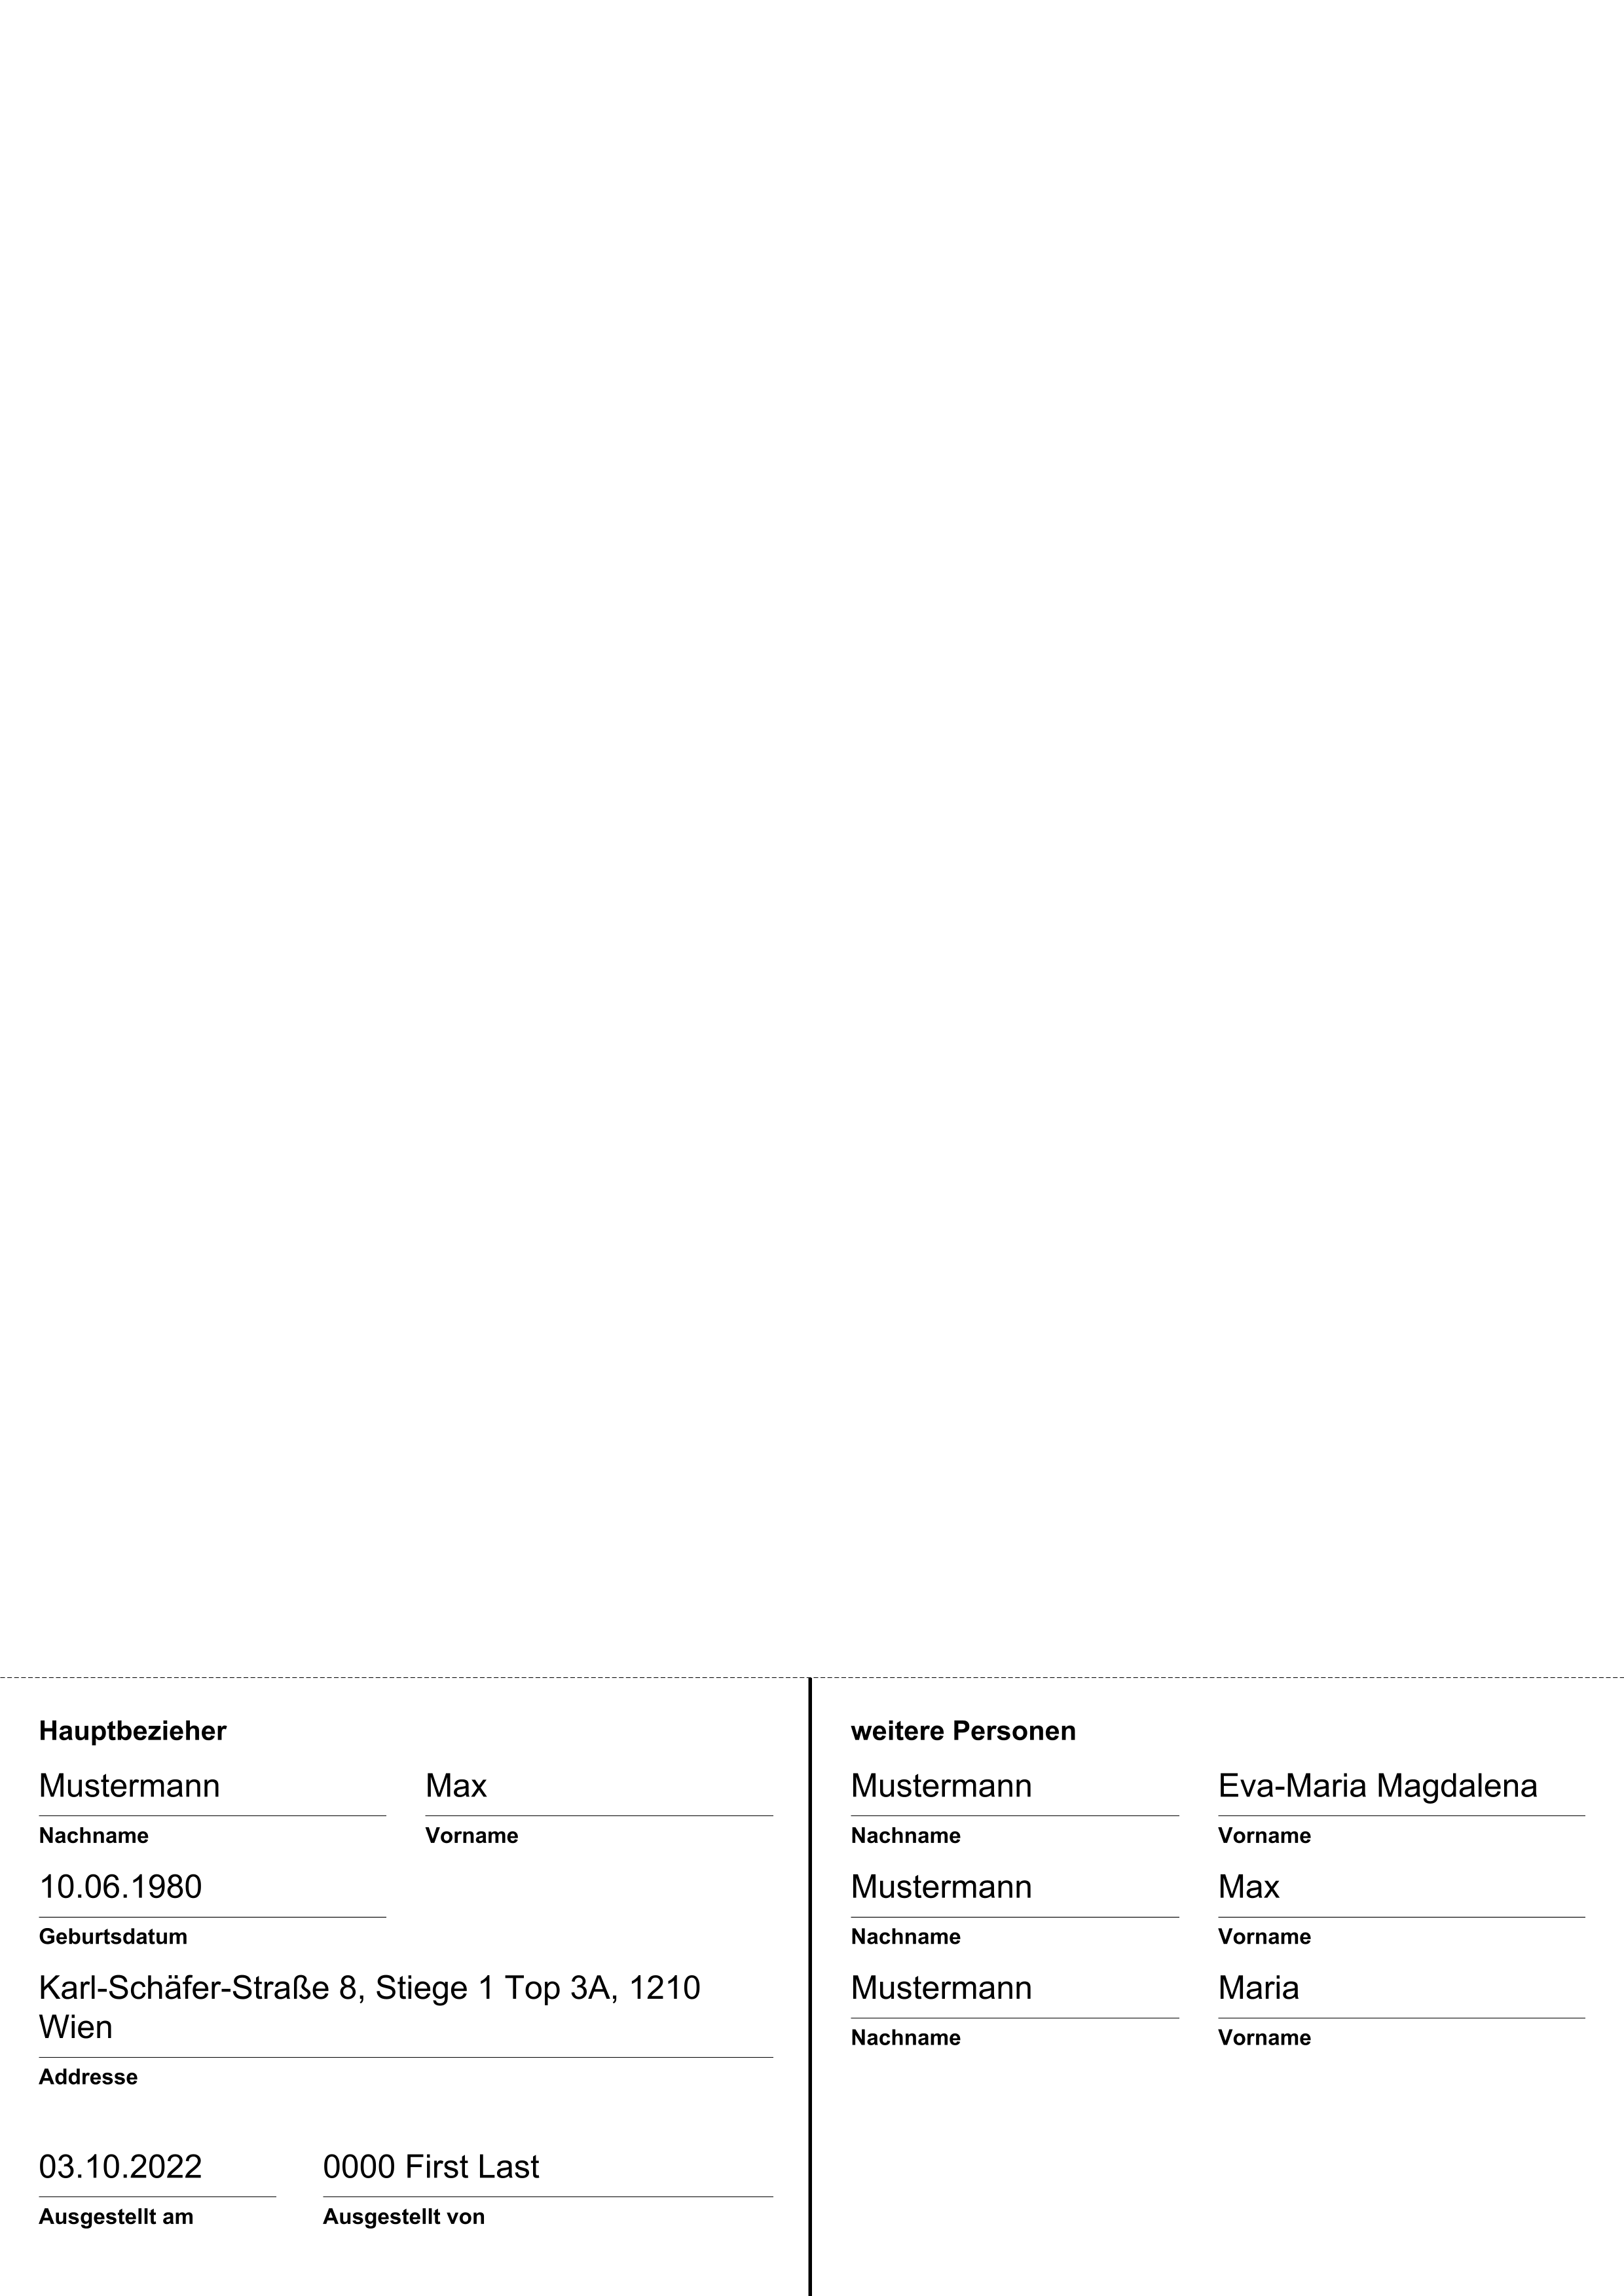 Hauptbezieher
Mustermann Max
Nachname Vorname
10.06.1980
Geburtsdatum
Karl-Schäfer-Straße 8, Stiege 1 Top 3A, 1210
Wien
Addresse
03.10.2022 0000 First Last
Ausgestellt am Ausgestellt von
weitere Personen
Mustermann Eva-Maria Magdalena
Nachname Vorname
Mustermann Max
Nachname Vorname
Mustermann Maria
Nachname Vorname